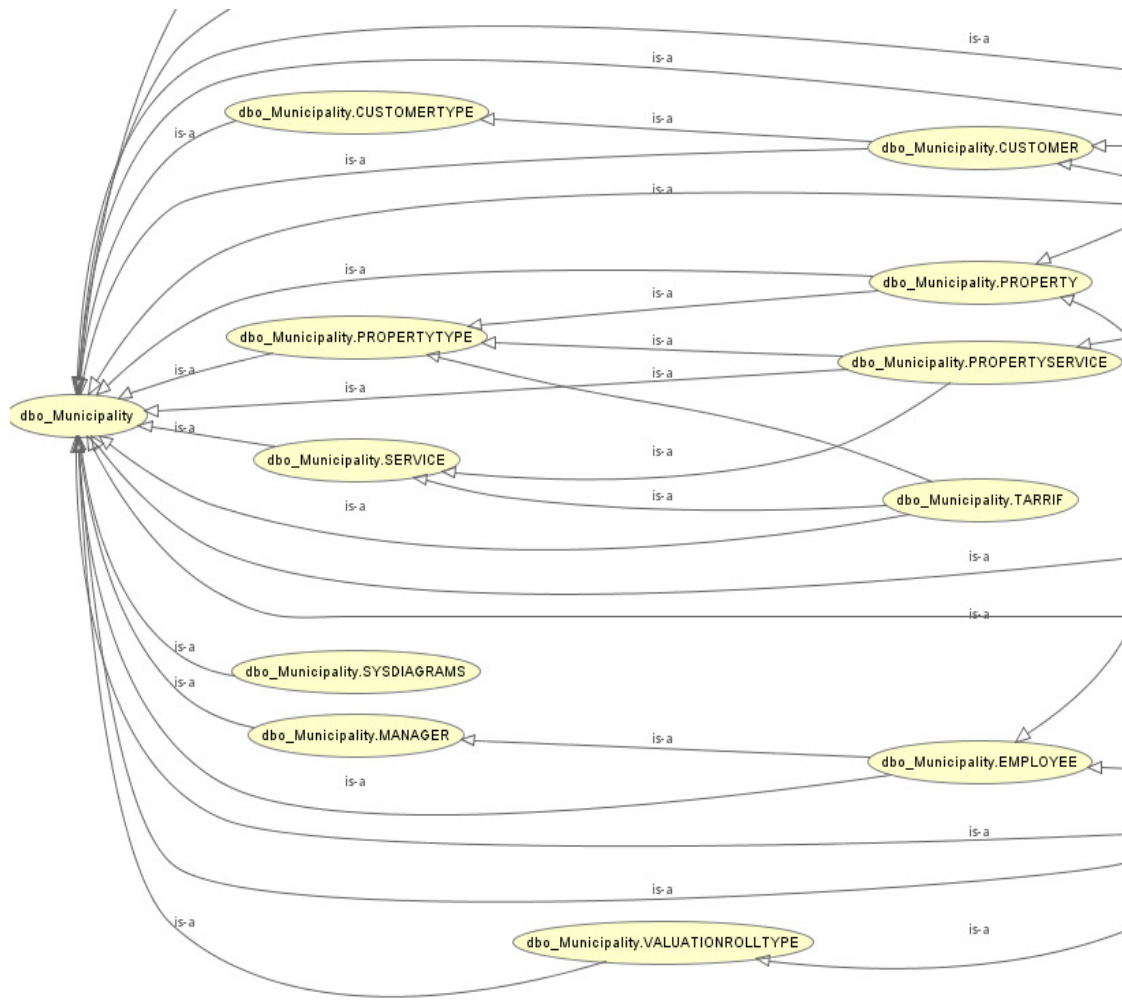 is-a
is-a
dbo_Municipality.CUSTOMERTYPE
is-a
is-a
dbo_Municipality.CUSTOMER
is-a
is-a
is-a
dbo_Municipality.PROPERTY
is-a
dbo_Municipality.PROPERTYTYPE
is-a
dbo_Municipality.PROPERTYSERVICE
is-a
is-a
is-a
dbo_Municipality
is-a
is-a
dbo_Municipality.SERVICE
is-a
dbo_Municipality.TARRIF
is-a
is-a
is-a
is-a
dbo_Municipality.SYSDIAGRAMS
is-a
dbo_Municipality.MANAGER
is-a
dbo_Municipality.EMPLOYEE
is-a
is-a
is-a
is-a
is-a
dbo_Municipality.VALUATIONROLLTYPE